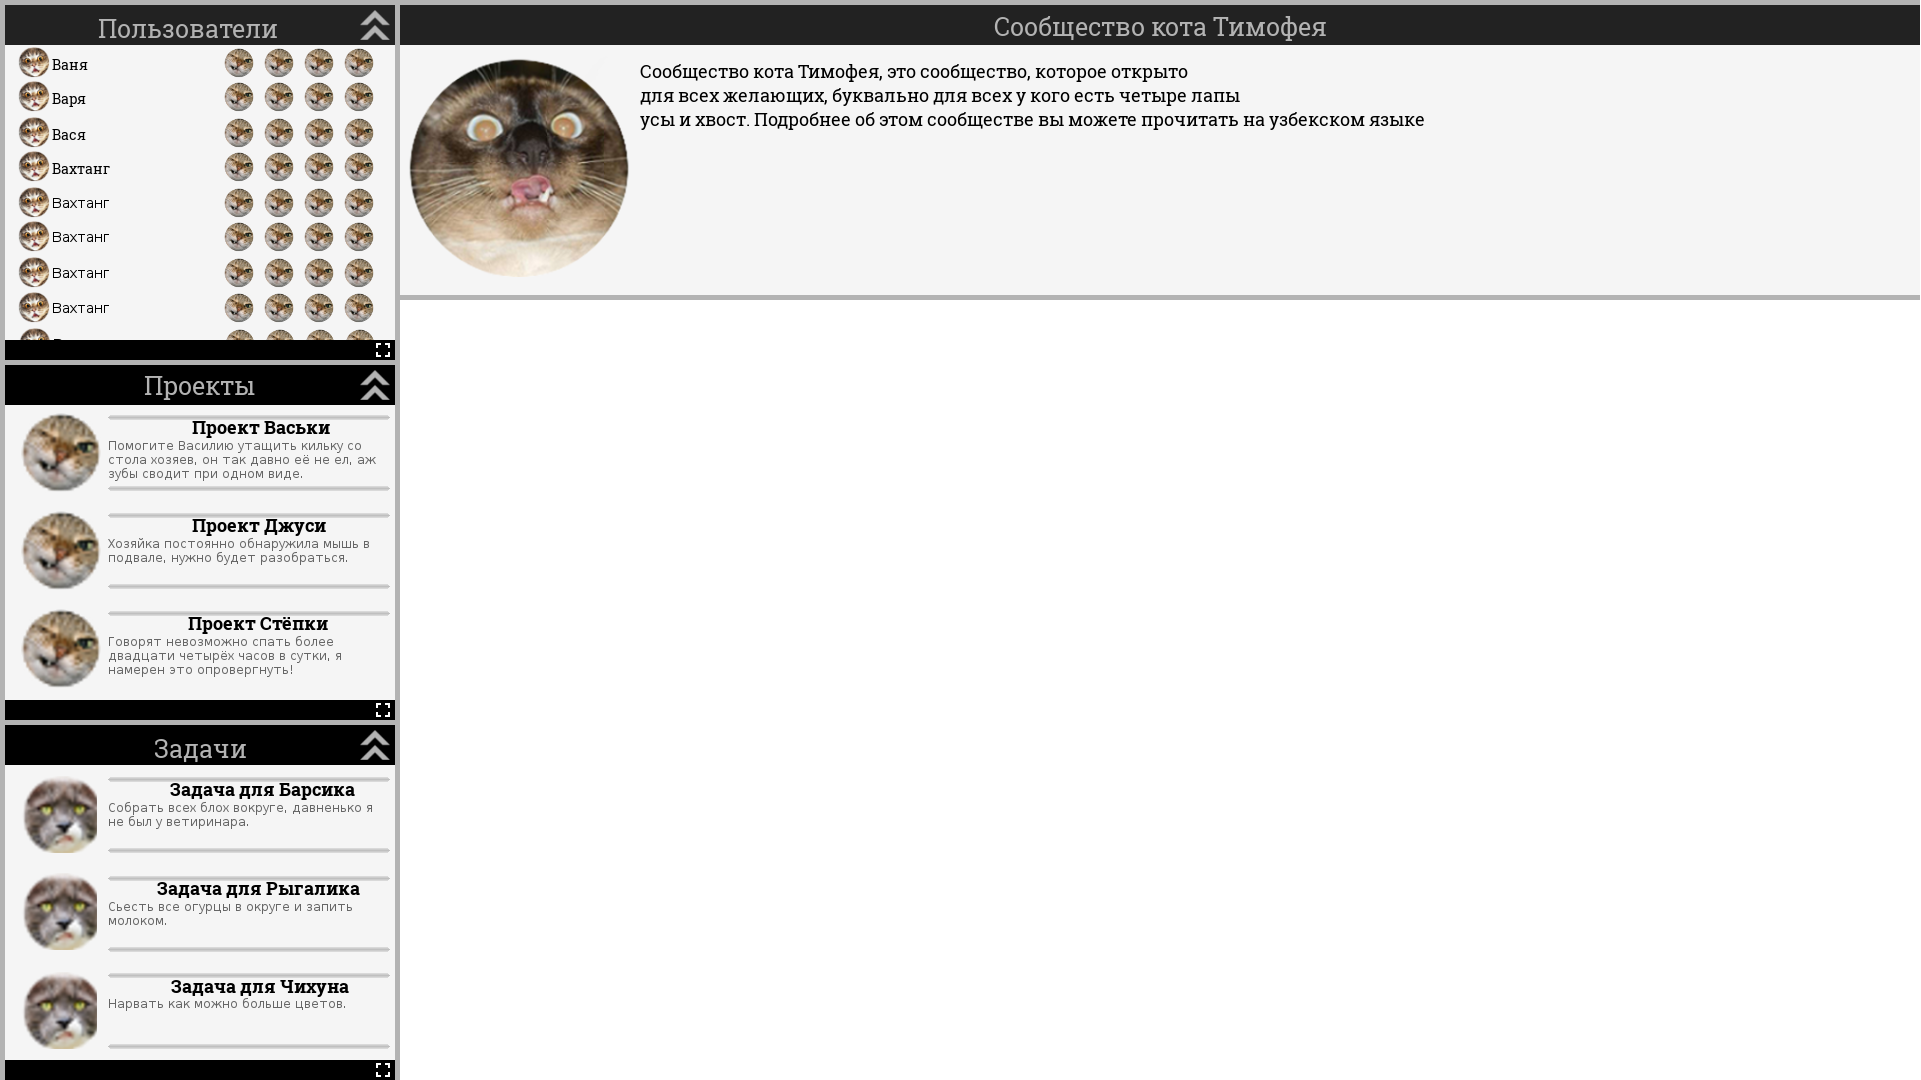 Пользователи
Ваня
Варя
Вася
Вахтанг
Вахтанг
Вахтанг
Вахтанг
Вахтанг
Проекты
Проект Васьки
Помогите Василию утащить кильку со
стола хозяев, он так давно её не ел, аж
зубы сводит при одном виде.
Проект Джуси
Хозяйка постоянно обнаружила мышь в
подвале, нужно будет разобраться.
Проект Стёпки
Говорят невозможно спать более
двадцати четырёх часов в сутки, я
намерен это опровергнуть!
Задачи
Задача для Барсика
Собрать всех блох вокруге, давненько я
не был у ветиринара.
Задача для Рыгалика
Сьесть все огурцы в округе и запить
молоком.
Задача для Чихуна
Нарвать как можно больше цветов.
Сообщество кота Тимофея
Сообщество кота Тимофея, это сообщество, которое открыто
для всех желающих, буквально для всех у кого есть четыре лапы
усы и хвост. Подробнее об этом сообществе вы можете прочитать на узбекском языке